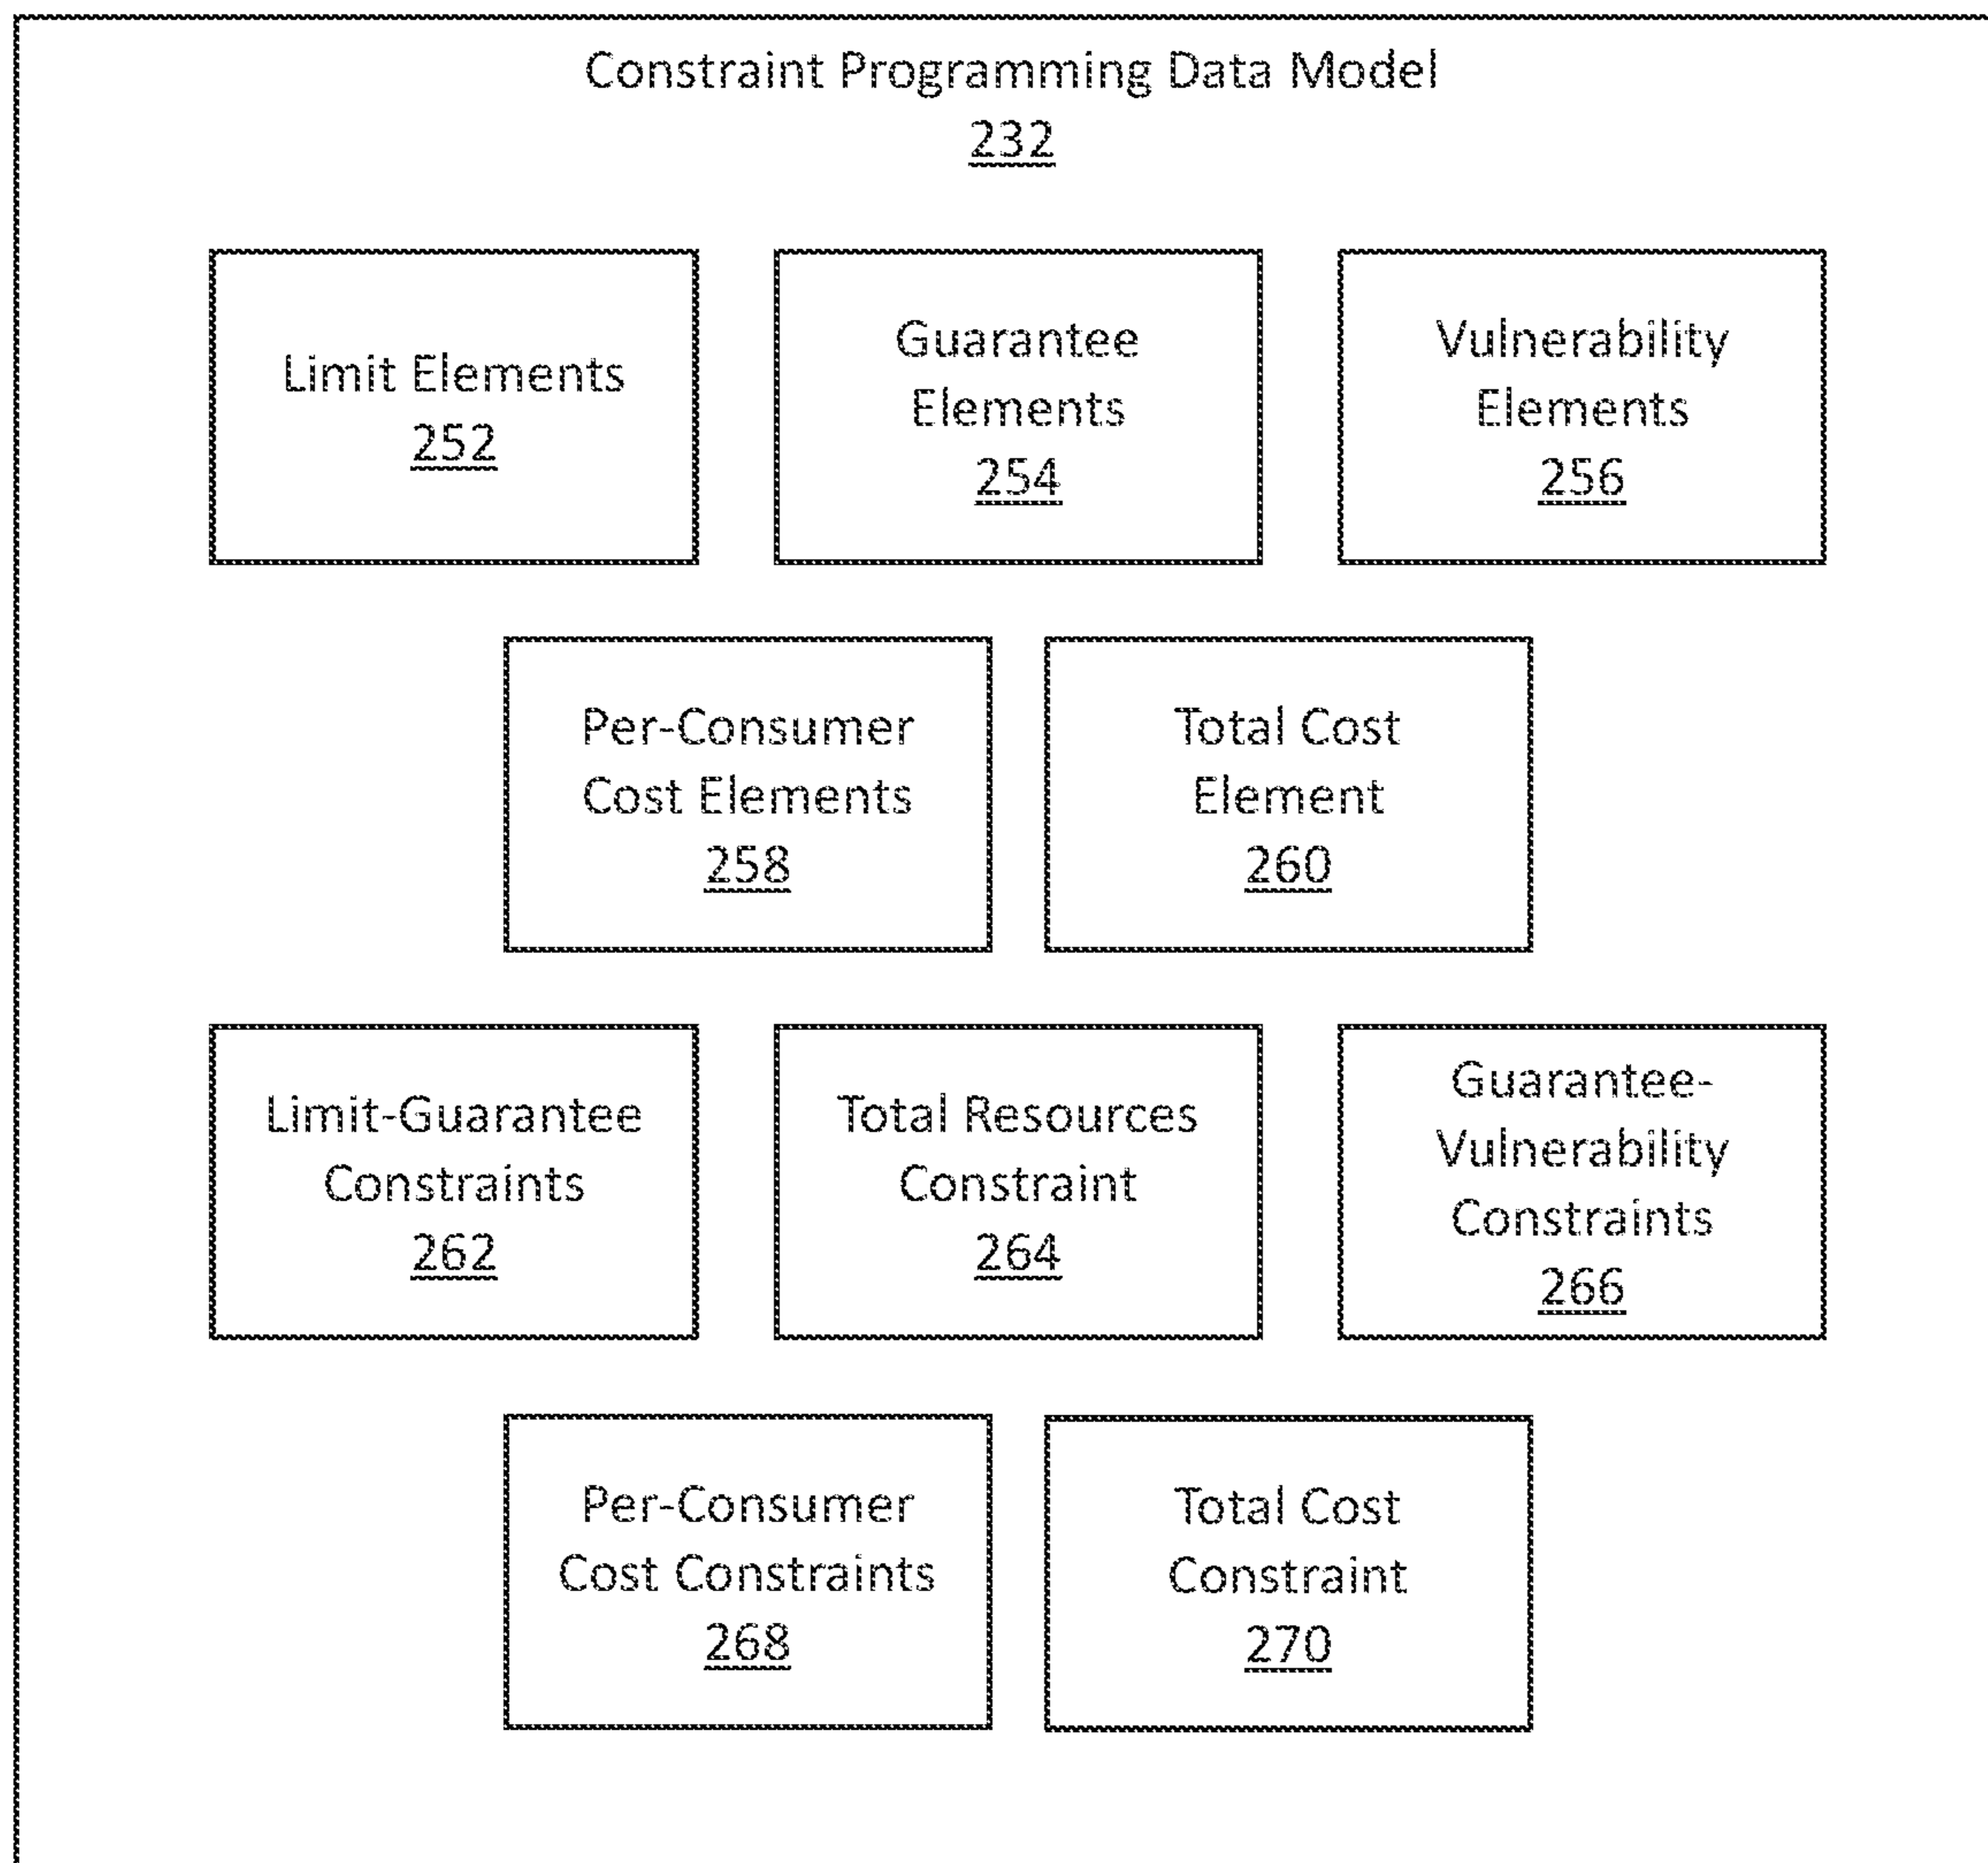 Constraint Programming Data Model
232
Limit Elements
252
Guarantee
Elements
254
Vulnerability
Elements
256
Per-Consumer
Cost Elements
258
Total Cost
Element
260
Limit-Guarantee
Constraints
262
Total Resources
Constraint
264
Guarantee-
Vulnerability
Constraints
266
Per-Consumer
Cost Constraints
268
Total Cost
Constraint
270